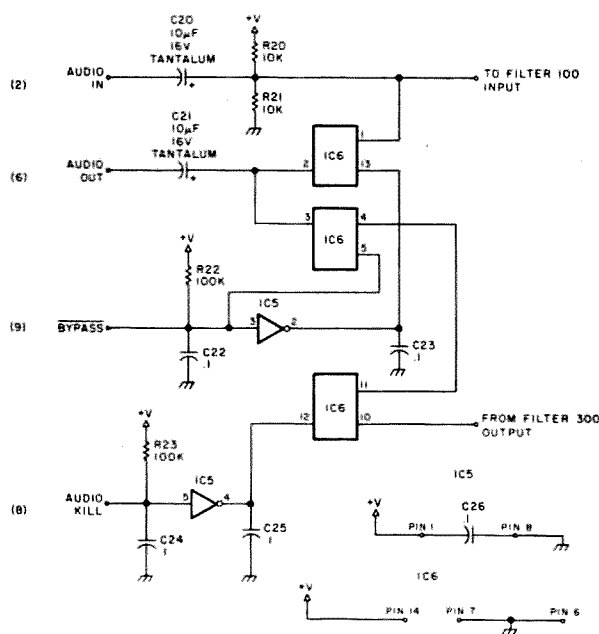 C20
10µF
16V
TANTALUM
+V
R20
10K
(2)
AUDIO
IN
+
TO FILTER 100
INPUT
R21
10K
C21
10µF
16V
TANTALUM
1
IC6
2
13
(6)
AUDIO
OUT
+
3
4
IC6
5
+V
R22
100K
IC5
(9)
BYPASS
3
2
C22
.1
C23
.1
11
IC6
12
10
FROM FILTER 300
OUTPUT
+V
R23
100K
IC5
(8)
AUDIO
KILL
5
4
C24
.1
C25
.1
IC5
+V
C26
.1
PIN 1
PIN 8
IC6
+V
PIN 14
PIN 7
PIN 6